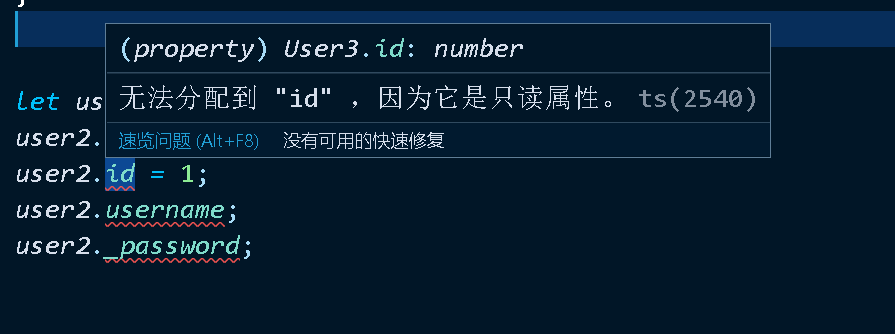 }
(property) User3.id: number
无法分配到 "id" ，因为它是只读属性。 ts(2540)
速览问题 (Alt+F8) 没有可用的快速修复
let us
user2.
user2.id = 1;
user2.username;
user2._password;